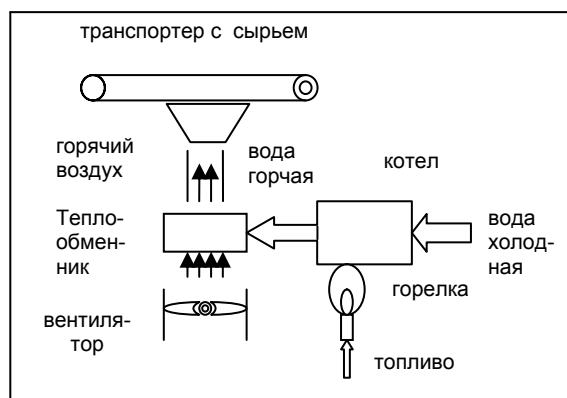 транспортер с сырьем
горячий
воздух
вода
горчая
котел
Тепло-
обмен-
ник
вода
холод-
ная
горелка
вентиля-
тор
топливо